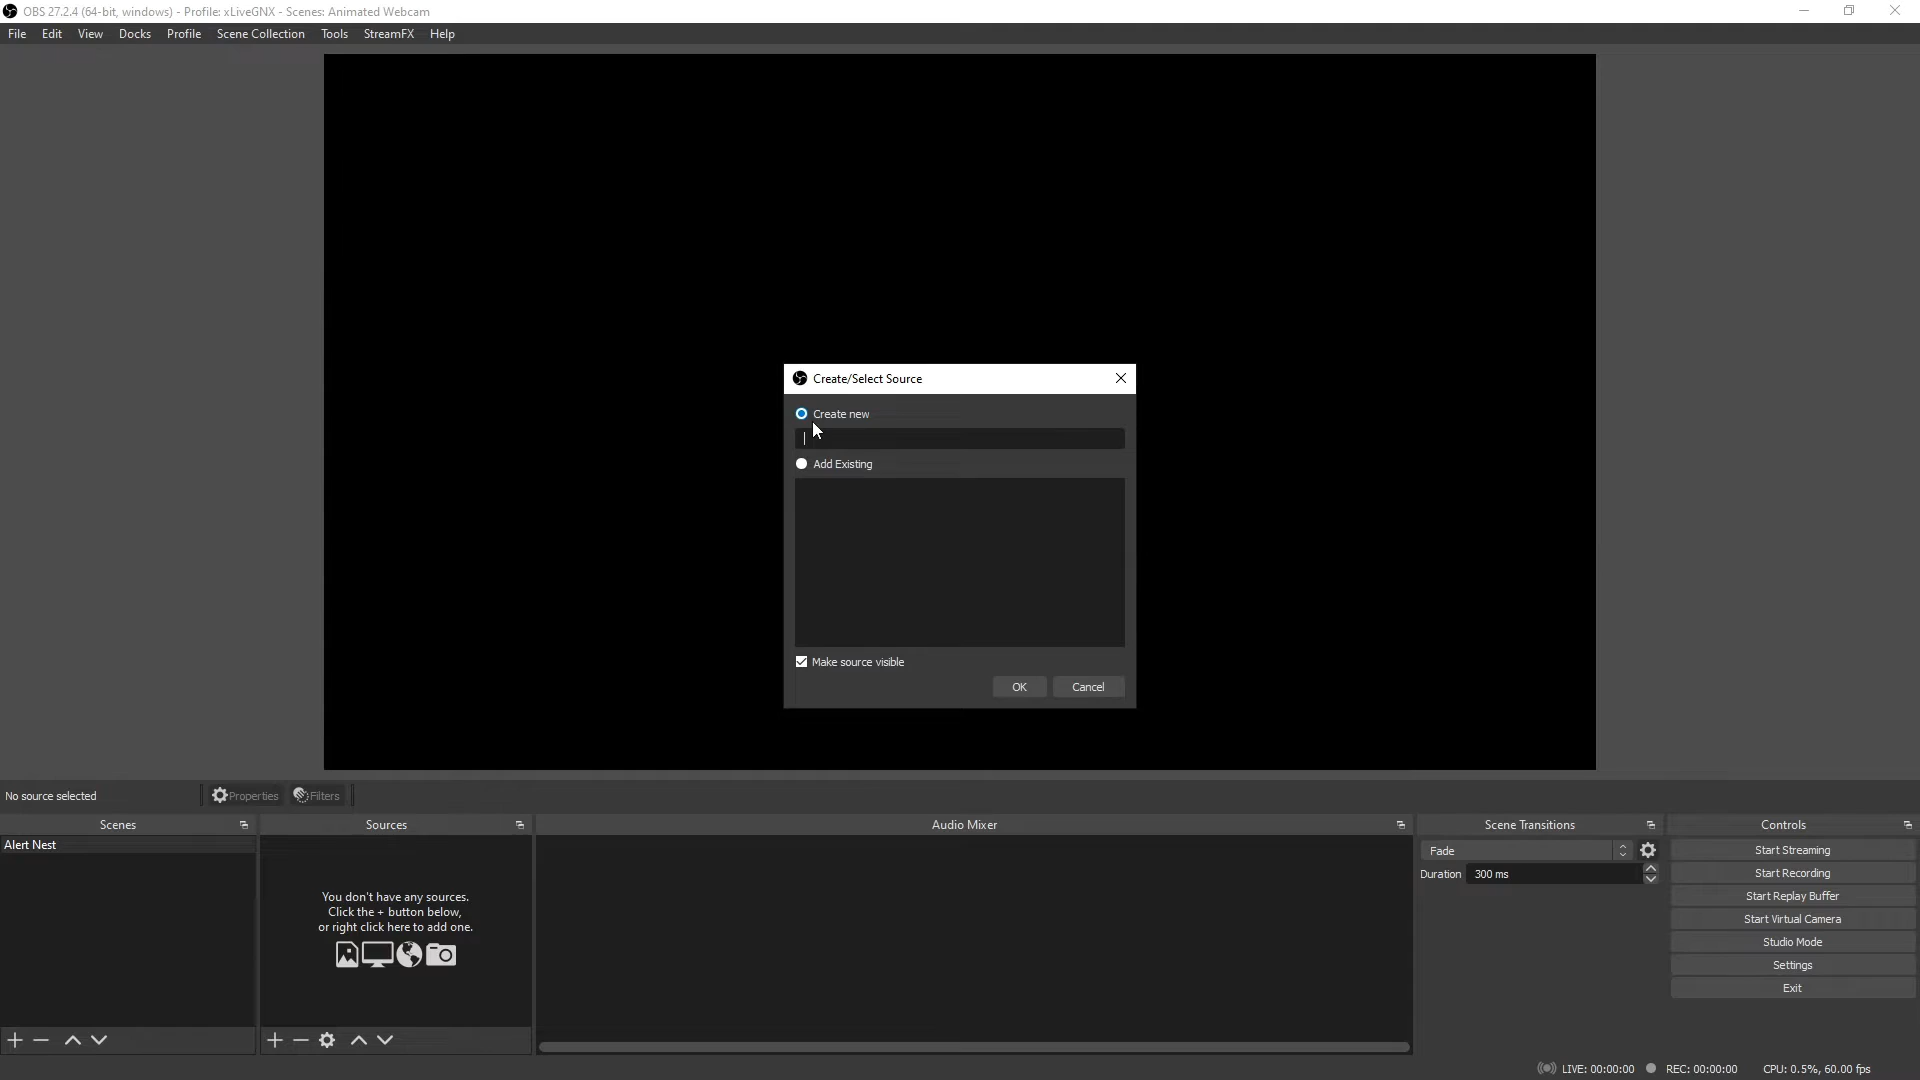 OBS 27.2.4 (64-bit, windows) - Profile: xLiveGNX - Scenes: Animated Webcam
File Edit View Docks Profile Scene Collection Tools StreamFX Help
Create/Select Source
Create new
Add Existing
Make source visible
OK Cancel
No source selected Properties Filters
Scenes Sources Audio Mixer Scene Transitions Controls
Alert Nest
You don't have any sources.
Click the + button below,
or right click here to add one.
Fade
Duration 300 ms
Start Streaming
Start Recording
Start Replay Buffer
Start Virtual Camera
Studio Mode
Settings
Exit
LIVE: 00:00:00 REC: 00:00:00 CPU: 0.5%, 60.00 fps